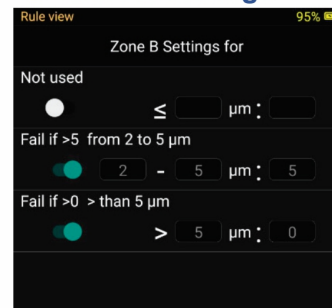 Rule view 95%
Zone B Settings for
Not used
≤ μm :
Fail if >5 from 2 to 5 μm
2 - 5 μm : 5
Fail if >0 > than 5 μm
> 5 μm : 0